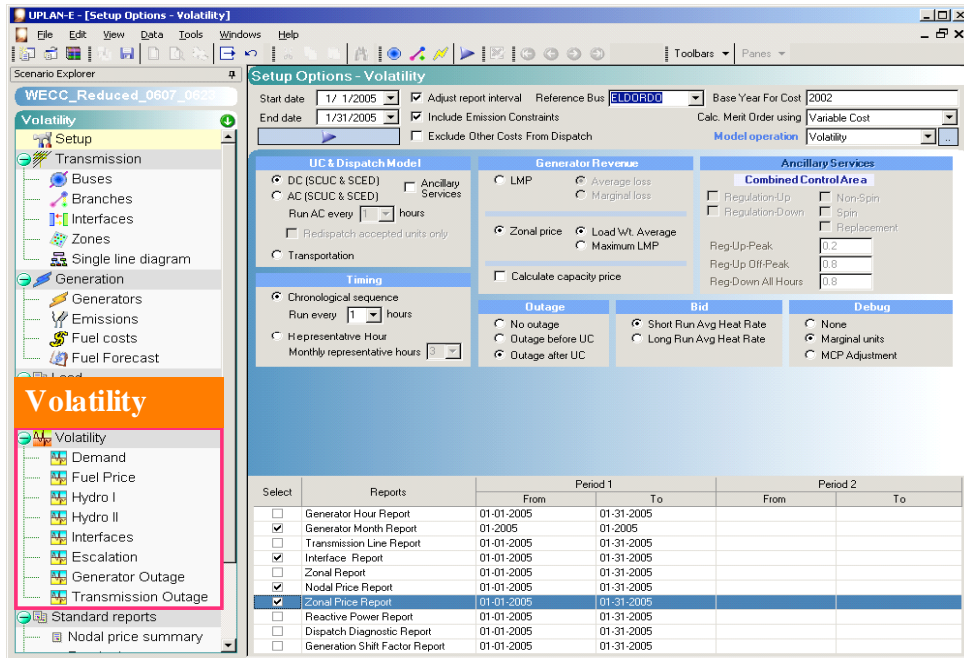 UPLAN-E - [Setup Options - Volatility]
File Edit View Data Tools Windows Help
Toolbars Panes
Scenario Explorer
WECC_Reduced_0607_0623
Volatility
Setup
Transmission
Buses
Branches
Interfaces
Zones
Single line diagram
Generation
Generators
Emissions
Fuel costs
Fuel Forecast
Load
Volatility
Volatility
Demand
Fuel Price
Hydro I
Hydro II
Interfaces
Escalation
Generator Outage
Transmission Outage
Standard reports
Nodal price summary
Setup Options - Volatility
Start date 1/ 1/2005 Adjust report interval Reference Bus ELDORDO Base Year For Cost 2002
End date 1/31/2005 Include Emission Constraints Calc. Merit Order using Variable Cost
Exclude Other Costs From Dispatch Model operation Volatility ..
UC & Dispatch Model
DC (SCUC & SCED) Ancillary Services
AC (SCUC & SCED)
Run AC every 1 hours
Redispatch accepted units only
Transportation
Timing
Chronological sequence
Run every 1 hours
Representative Hour
Monthly representative hours 3
Generator Revenue
LMP Average loss
Marginal loss
Zonal price Load Wt. Average
Maximum LMP
Calculate capacity price
Ancillary Services
Combined Control Area
Regulation-Up Non-Spin
Regulation-Down Spin
Replacement
Reg-Up-Peak 0.2
Reg-Up Off-Peak 0.8
Reg-Down All Hours 0.8
Outage
No outage
Outage before UC
Outage after UC
Bid
Short Run Avg Heat Rate
Long Run Avg Heat Rate
Debug
None
Marginal units
MCP Adjustment
Select Reports Period 1 Period 2
From To From To
Generator Hour Report 01-01-2005 01-31-2005
Generator Month Report 01-2005 01-2005
Transmission Line Report 01-01-2005 01-31-2005
Interface Report 01-01-2005 01-31-2005
Zonal Report 01-01-2005 01-31-2005
Nodal Price Report 01-01-2005 01-31-2005
Zonal Price Report 01-01-2005 01-31-2005
Reactive Power Report 01-01-2005 01-31-2005
Dispatch Diagnostic Report 01-01-2005 01-31-2005
Generation Shift Factor Report 01-01-2005 01-31-2005